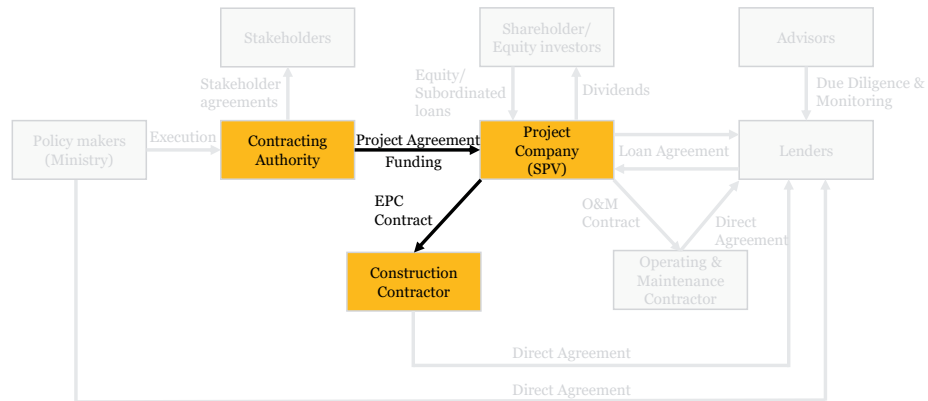 Stakeholders
Shareholder/
Equity investors
Advisors
Stakeholder
agreements
Equity/
Subordinated
loans
Dividends
Due Diligence &
Monitoring
Policy makers
(Ministry)
Execution
Contracting
Authority
Project Agreement
Funding
Project
Company
(SPV)
Loan Agreement
Lenders
EPC
Contract
O&M
Contract
Direct
Agreement
Construction
Contractor
Operating &
Maintenance
Contractor
Direct Agreement
Direct Agreement